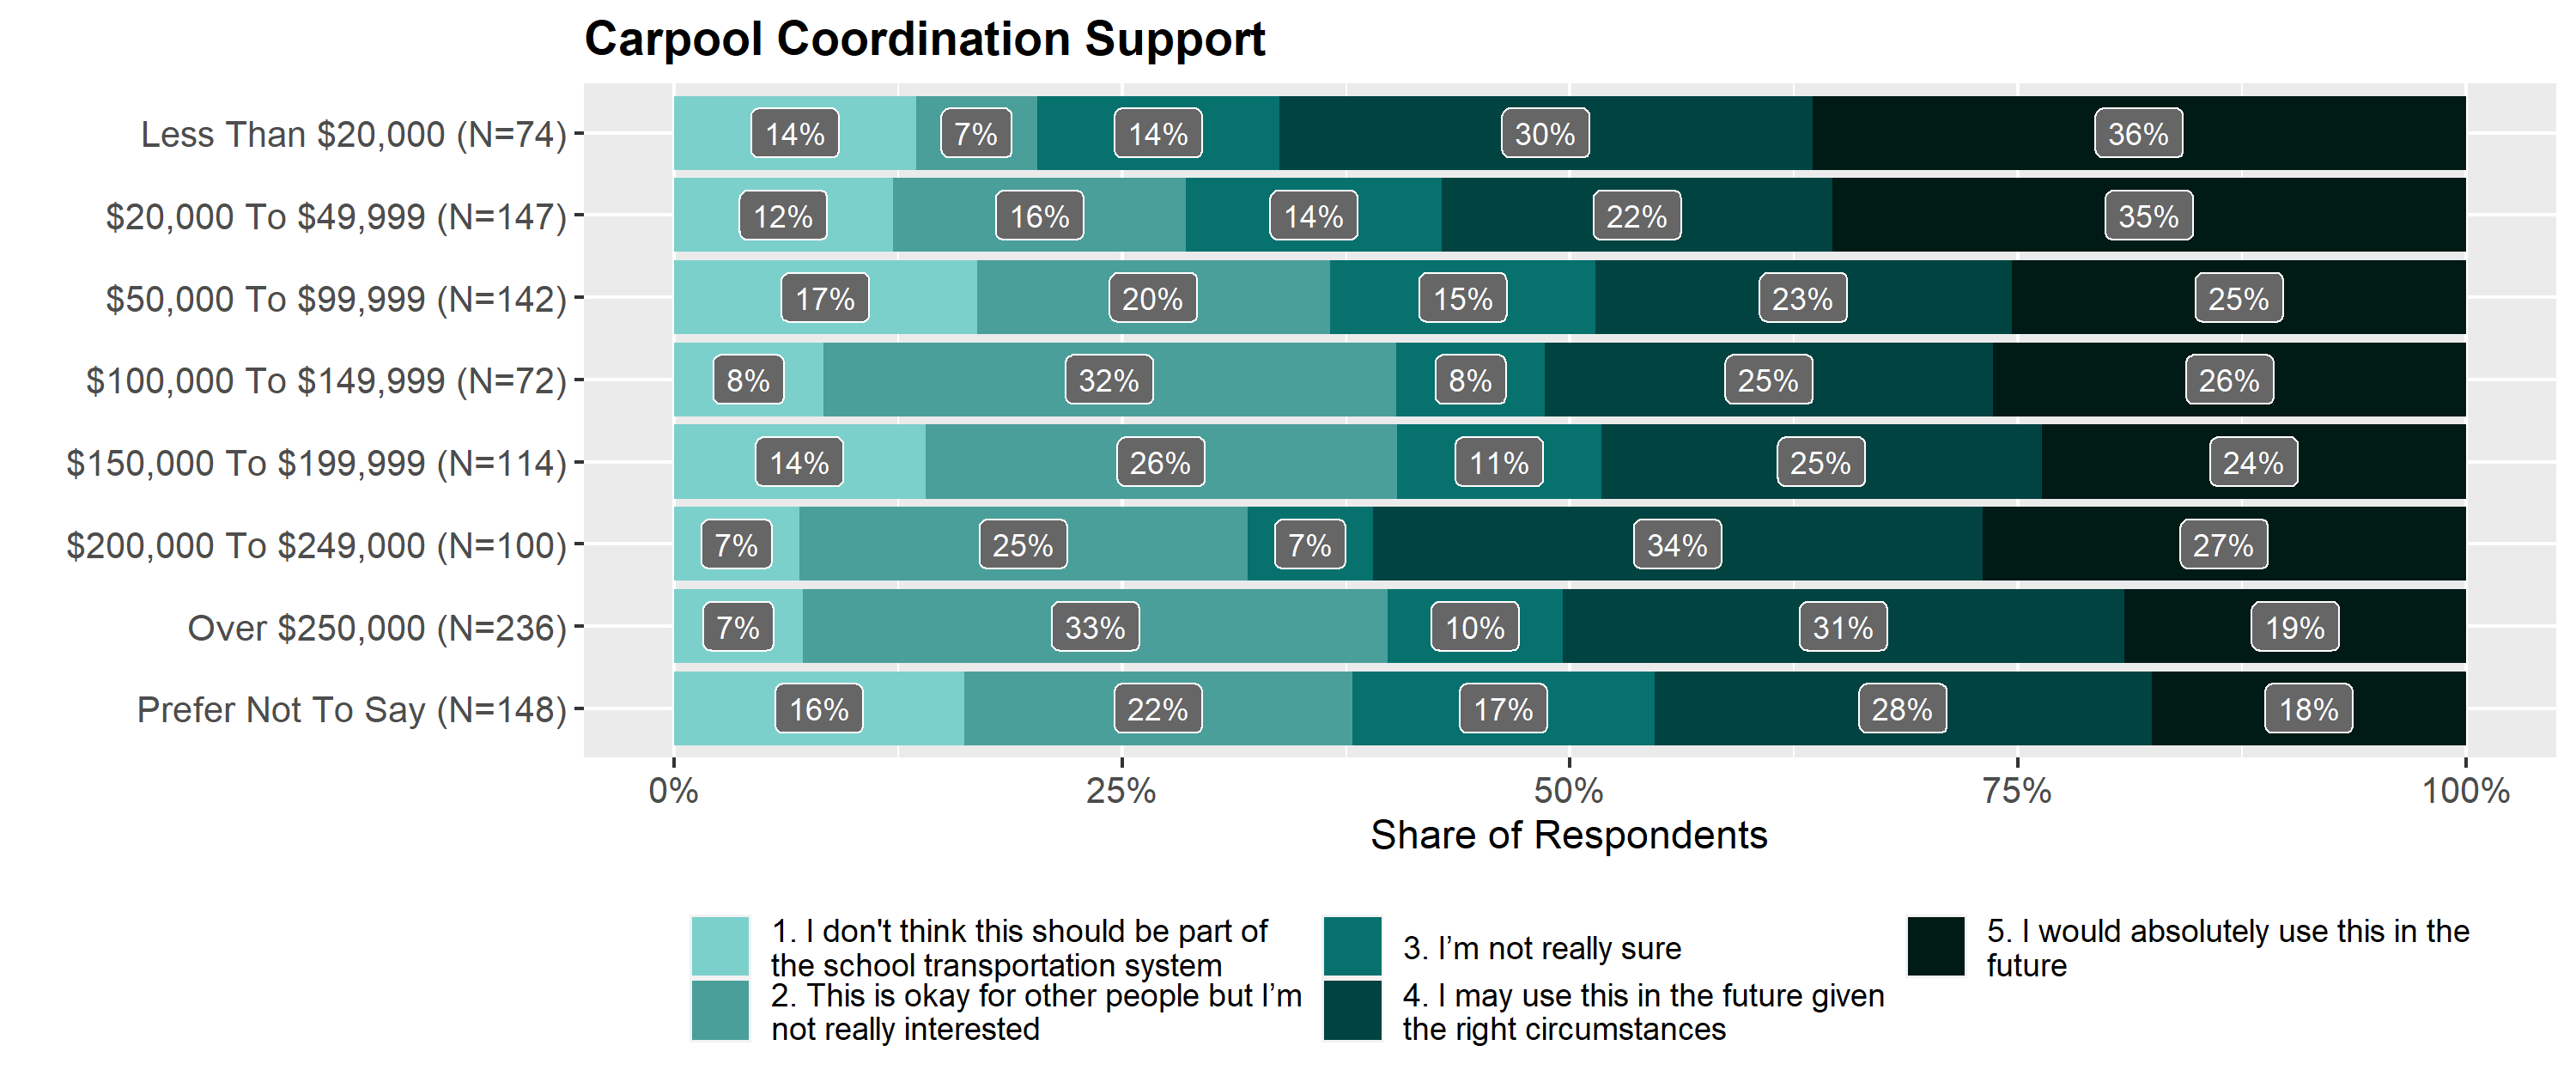 Carpool Coordination Support
Less Than $20,000 (N=74)
14% 7% 14% 30% 36%
$20,000 To $49,999 (N=147)
12% 16% 14% 22% 35%
$50,000 To $99,999 (N=142)
17% 20% 15% 23% 25%
$100,000 To $149,999 (N=72)
8% 32% 8% 25% 26%
$150,000 To $199,999 (N=114)
14% 26% 11% 25% 24%
$200,000 To $249,000 (N=100)
7% 25% 7% 34% 27%
Over $250,000 (N=236)
7% 33% 10% 31% 19%
Prefer Not To Say (N=148)
16% 22% 17% 28% 18%
0% 25% 50% 75% 100%
Share of Respondents
1. I don't think this should be part of
the school transportation system
2. This is okay for other people but I’m
not really interested
3. I’m not really sure
4. I may use this in the future given
the right circumstances
5. I would absolutely use this in the
future